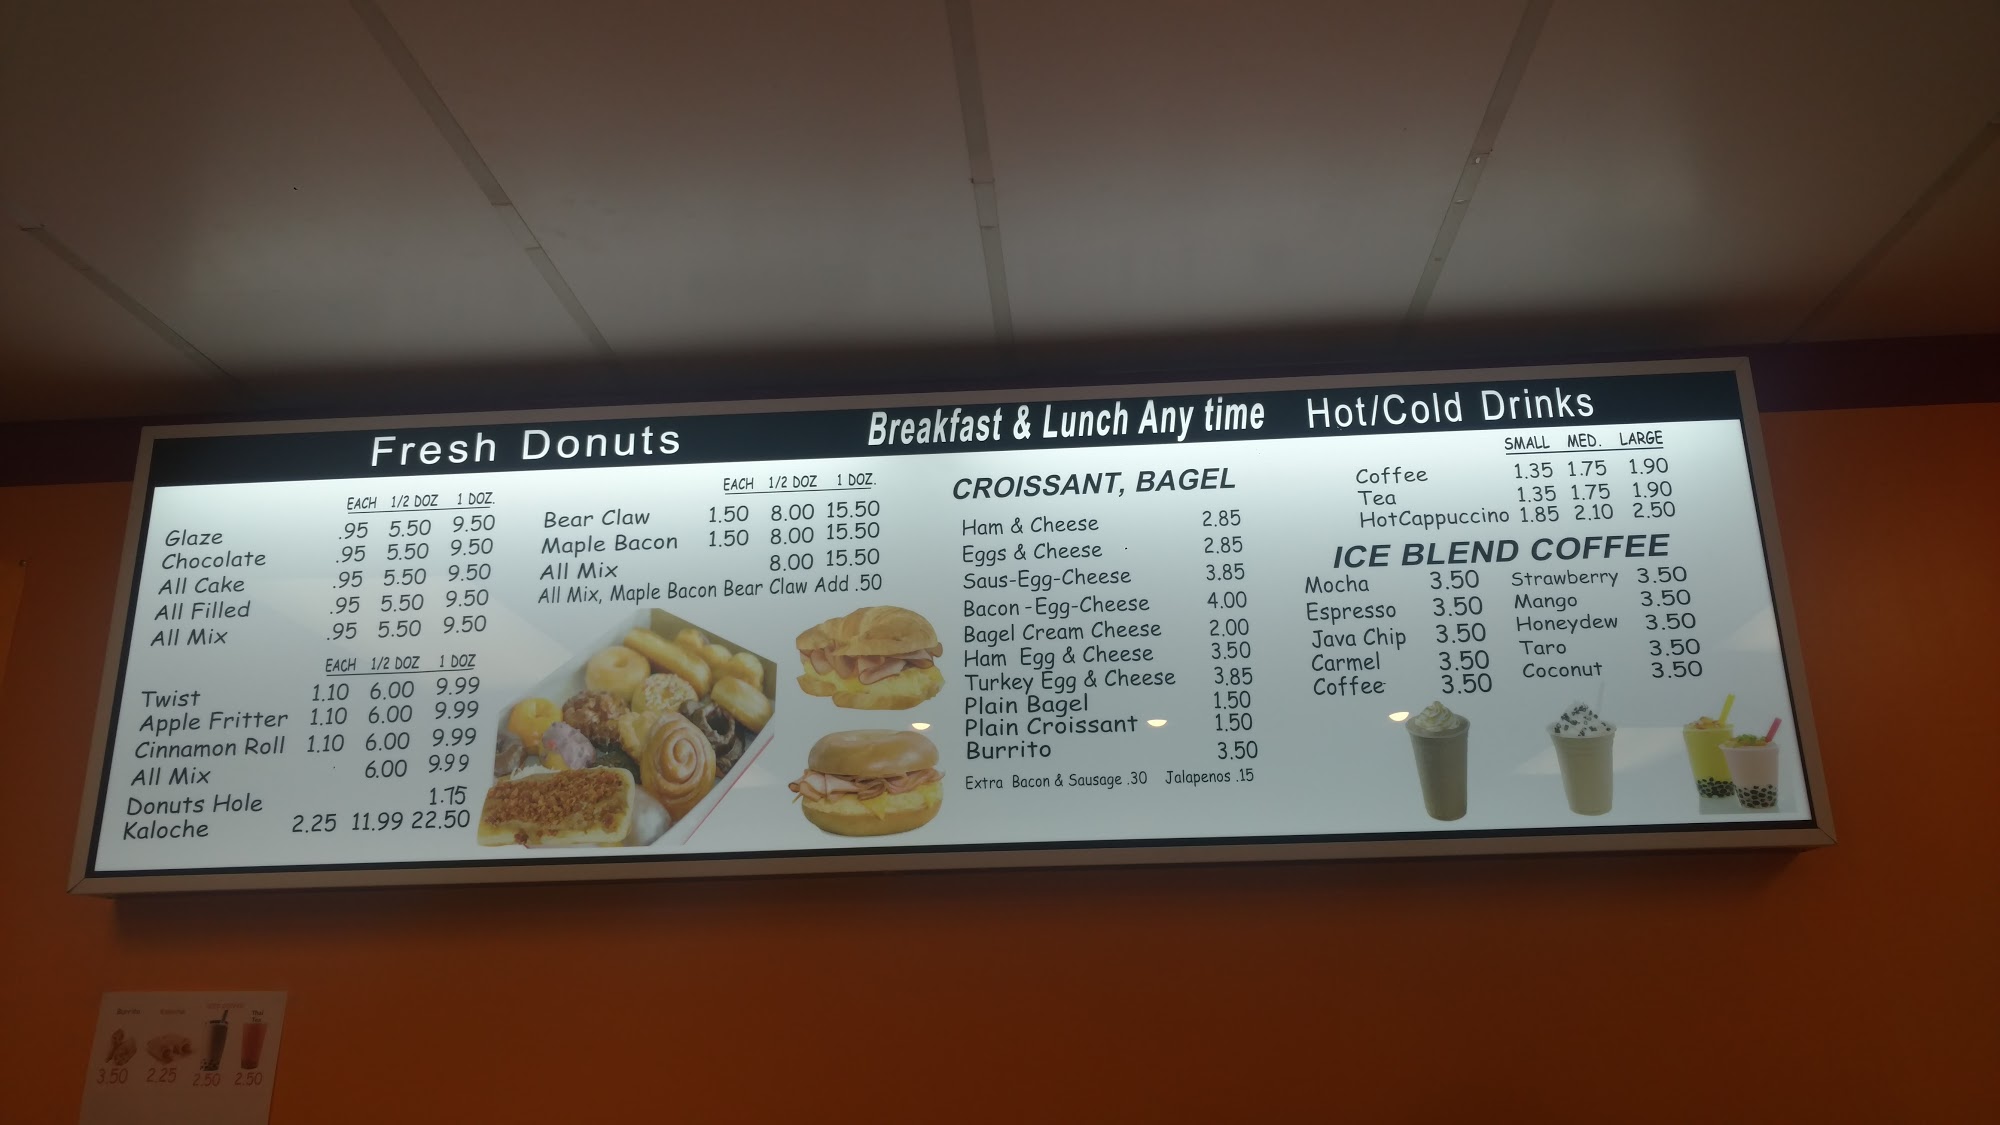 Fresh Donuts
EACH 1/2 DOZ 1 DOZ.
Glaze .95 5.50 9.50
Chocolate .95 5.50 9.50
All Cake .95 5.50 9.50
All Filled .95 5.50 9.50
All Mix .95 5.50 9.50
EACH 1/2 DOZ 1 DOZ
Twist 1.10 6.00 9.99
Apple Fritter 1.10 6.00 9.99
Cinnamon Roll 1.10 6.00 9.99
All Mix 6.00 9.99
Donuts Hole 1.75
Kaloche 2.25 11.99 22.50
EACH 1/2 DOZ 1 DOZ.
Bear Claw 1.50 8.00 15.50
Maple Bacon 1.50 8.00 15.50
All Mix 8.00 15.50
All Mix, Maple Bacon Bear Claw Add .50
Breakfast & Lunch Any time
CROISSANT, BAGEL
Ham & Cheese 2.85
Eggs & Cheese 2.85
Saus-Egg-Cheese 3.85
Bacon-Egg-Cheese 4.00
Bagel Cream Cheese 2.00
Ham Egg & Cheese 3.50
Turkey Egg & Cheese 3.85
Plain Bagel 1.50
Plain Croissant 1.50
Burrito 3.50
Extra Bacon & Sausage .30 Jalapenos .15
Hot/Cold Drinks
SMALL MED. LARGE
Coffee 1.35 1.75 1.90
Tea 1.35 1.75 1.90
HotCappuccino 1.85 2.10 2.50
ICE BLEND COFFEE
Mocha 3.50
Espresso 3.50
Java Chip 3.50
Carmel 3.50
Coffee 3.50
Strawberry 3.50
Mango 3.50
Honeydew 3.50
Taro 3.50
Coconut 3.50
Burrito
Thai
3.50 2.25 2.50 2.50